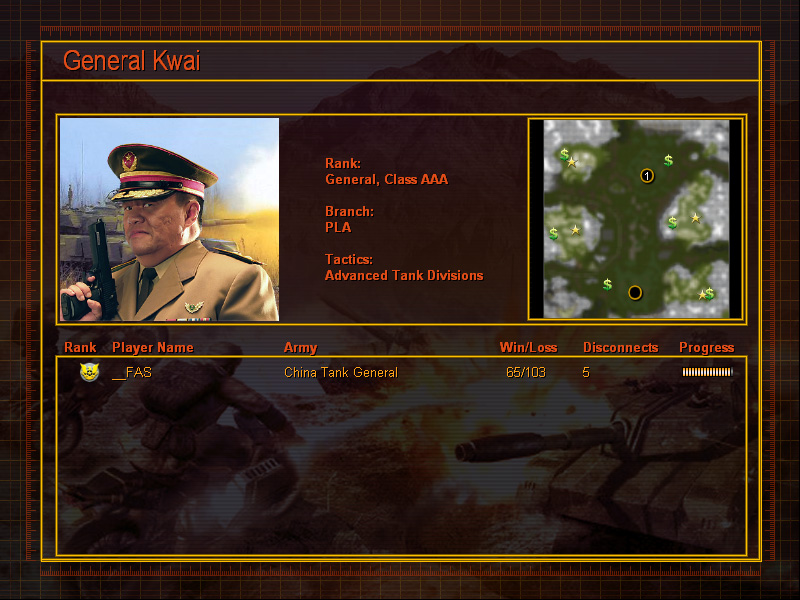 General Kwai
Rank:
General, Class AAA
Branch:
PLA
Tactics:
Advanced Tank Divisions
1
Rank Player Name Army Win/Loss Disconnects Progress
__FAS China Tank General 65/103 5